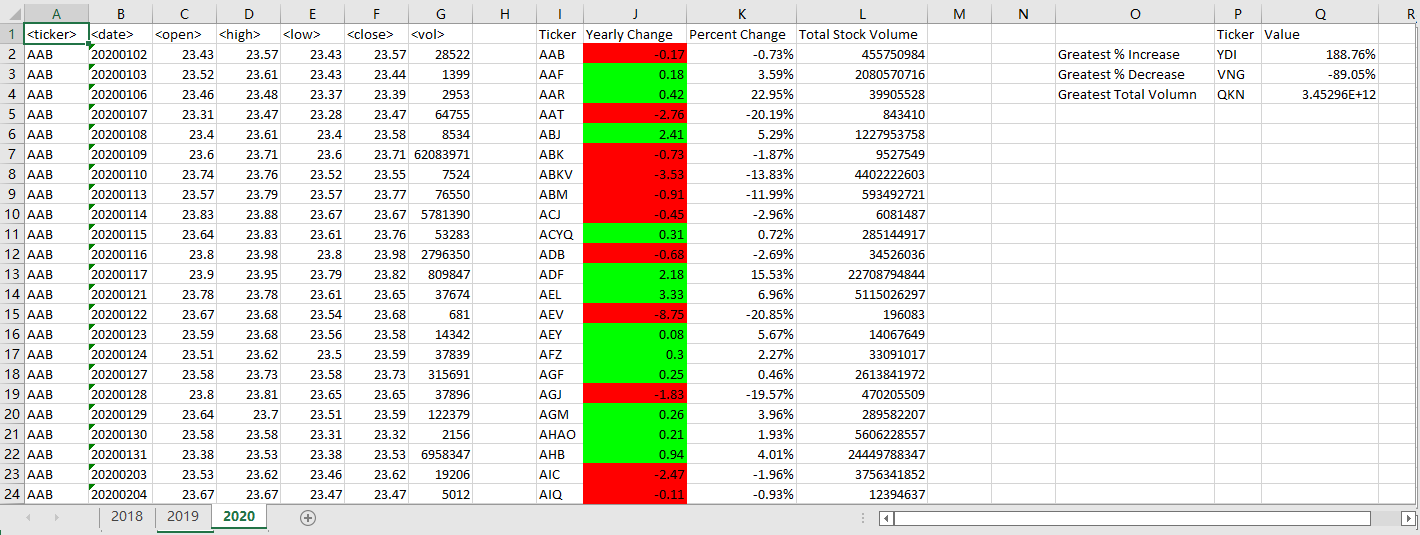 A B C D E F G H I J K L M N O P Q R
1 <ticker> <date> <open> <high> <low> <close> <vol> Ticker Yearly Change Percent Change Total Stock Volume Ticker Value
2 AAB 20200102 23.43 23.57 23.43 23.57 28522 AAB -0.17 -0.73% 455750984 Greatest % Increase YDI 188.76%
3 AAB 20200103 23.52 23.61 23.43 23.44 1399 AAF 0.18 3.59% 2080570716 Greatest % Decrease VNG -89.05%
4 AAB 20200106 23.46 23.48 23.37 23.39 2953 AAR 0.42 22.95% 39905528 Greatest Total Volumn QKN 3.45296E+12
5 AAB 20200107 23.31 23.47 23.28 23.47 64755 AAT -2.76 -20.19% 843410
6 AAB 20200108 23.4 23.61 23.4 23.58 8534 ABJ 2.41 5.29% 1227953758
7 AAB 20200109 23.6 23.71 23.6 23.71 62083971 ABK -0.73 -1.87% 9527549
8 AAB 20200110 23.74 23.76 23.52 23.55 7524 ABKV -3.53 -13.83% 4402222603
9 AAB 20200113 23.57 23.79 23.57 23.77 76550 ABM -0.91 -11.99% 593492721
10 AAB 20200114 23.83 23.88 23.67 23.67 5781390 ACJ -0.45 -2.96% 6081487
11 AAB 20200115 23.64 23.83 23.61 23.76 53283 ACYQ 0.31 0.72% 285144917
12 AAB 20200116 23.8 23.98 23.8 23.98 2796350 ADB -0.68 -2.69% 34526036
13 AAB 20200117 23.9 23.95 23.79 23.82 809847 ADF 2.18 15.53% 22708794844
14 AAB 20200121 23.78 23.78 23.61 23.65 37674 AEL 3.33 6.96% 5115026297
15 AAB 20200122 23.67 23.68 23.54 23.68 681 AEV -8.75 -20.85% 196083
16 AAB 20200123 23.59 23.68 23.56 23.58 14342 AEY 0.08 5.67% 14067649
17 AAB 20200124 23.51 23.62 23.5 23.59 37839 AFZ 0.3 2.27% 33091017
18 AAB 20200127 23.58 23.73 23.58 23.73 315691 AGF 0.25 0.46% 2613841972
19 AAB 20200128 23.8 23.81 23.65 23.65 37896 AGJ -1.83 -19.57% 470205509
20 AAB 20200129 23.64 23.7 23.51 23.59 122379 AGM 0.26 3.96% 289582207
21 AAB 20200130 23.58 23.58 23.31 23.32 2156 AHAO 0.21 1.93% 5606228557
22 AAB 20200131 23.38 23.53 23.38 23.53 6958347 AHB 0.94 4.01% 24449788347
23 AAB 20200203 23.53 23.62 23.46 23.62 19206 AIC -2.47 -1.96% 3756341852
24 AAB 20200204 23.67 23.67 23.47 23.47 5012 AIQ -0.11 -0.93% 12394637
2018 2019 2020